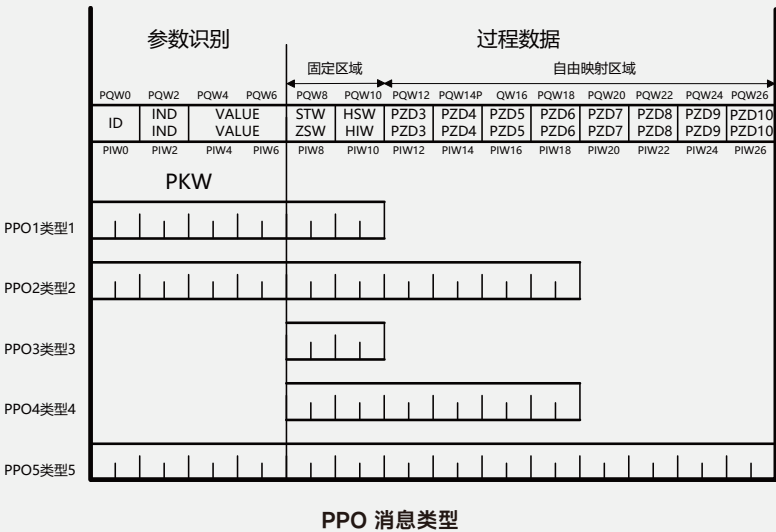 参数识别 过程数据
固定区域 自由映射区域
PQW0 PQW2 PQW4 PQW6 PQW8 PQW10 PQW12 PQW14P QW16 PQW18 PQW20 PQW22 PQW24 PQW26
ID IND VALUE STW HSW PZD3 PZD4 PZD5 PZD6 PZD7 PZD8 PZD9 PZD10
IND VALUE ZSW HIW PZD3 PZD4 PZD5 PZD6 PZD7 PZD8 PZD9 PZD10
PIW0 PIW2 PIW4 PIW6 PIW8 PIW10 PIW12 PIW14 PIW16 PIW18 PIW20 PIW22 PIW24 PIW26
PKW
PPO1类型1
PPO2类型2
PPO3类型3
PPO4类型4
PPO5类型5
PPO 消息类型